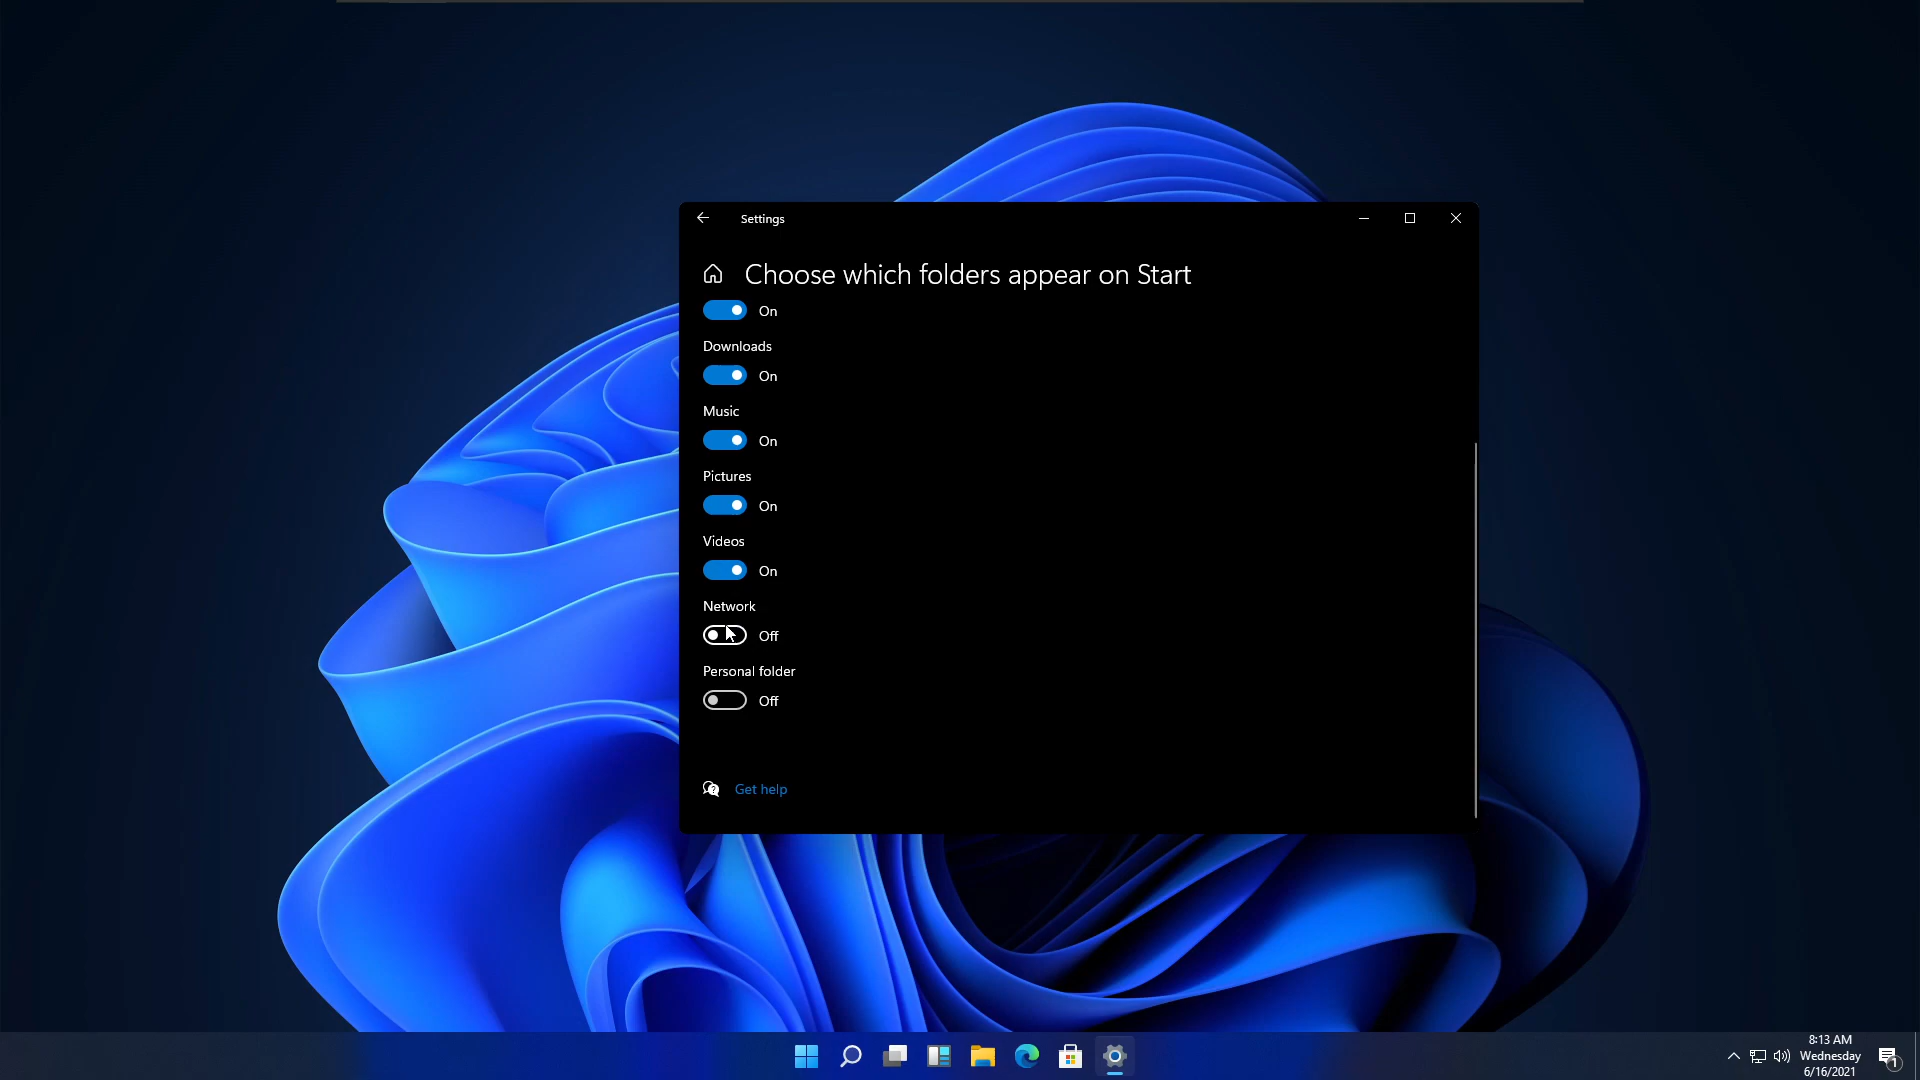 Settings
Choose which folders appear on Start
On
Downloads
On
Music
On
Pictures
On
Videos
On
Network
Off
Personal folder
Off
Get help
8:13 AM
Wednesday
6/16/2021
1